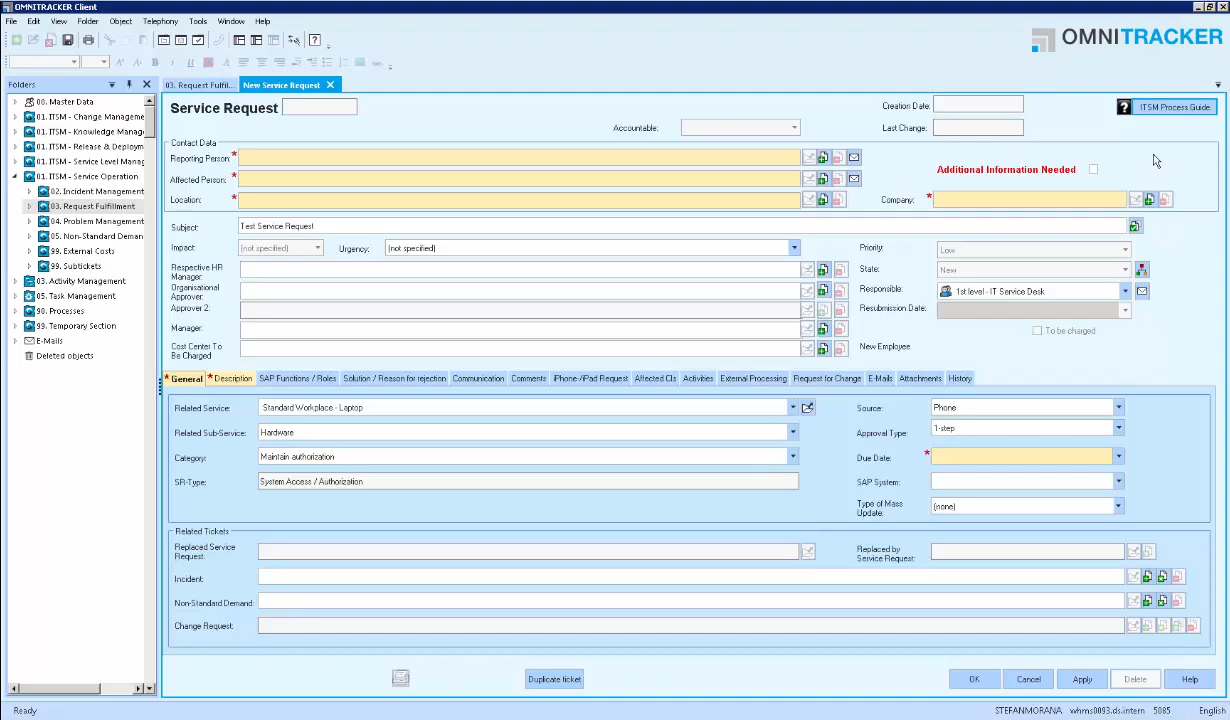 OMNITRACKER Client
File Edit View Folder Object Telephony Tools Window Help
OMNITRACKER
Folders
03. Request Fulfil...
New Service Request
00. Master Data
01. ITSM - Change Manageme
01. ITSM - Knowledge Manag
01. ITSM - Release & Deploym
01. ITSM - Service Level Manag
01. ITSM - Service Operation
02. Incident Management
03. Request Fulfillment
04. Problem Management
05. Non-Standard Deman
99. External Costs
99. Subtickets
03. Activity Management
05. Task Management
90. Processes
99. Temporary Section
E-Mails
Deleted objects
Service Request
Creation Date:
? ITSM Process Guide
Accountable:
Last Change:
Contact Data
Reporting Person: *
Affected Person: *
Additional Information Needed
Location: *
Company: *
Subject: Test Service Request
Impact: (not specified)
Urgency: (not specified)
Priority: Low
Respective HR Manager:
State: New
Organisational Approver:
Responsible: 1st level - IT Service Desk
Approver 2:
Resubmission Date:
Manager:
To be charged
Cost Center To Be Charged
New Employee
* General * Description SAP Functions / Roles Solution / Reason for rejection Communication Comments iPhone-/iPad Request Affected CIs Activities External Processing Request for Change E-Mails Attachments History
Related Service: Standard Workplace - Laptop
Source: Phone
Related Sub-Service: Hardware
Approval Type: 1-step
Category: Maintain authorization
Due Date: *
SR-Type: System Access / Authorization
SAP System:
Type of Mass Update: (none)
Related Tickets
Replaced Service Request:
Replaced by Service Request:
Incident:
Non-Standard Demand:
Change Request:
Duplicate ticket
OK Cancel Apply Delete Help
Ready
STEFANMORANA whms0093.ds.intern 5085 English